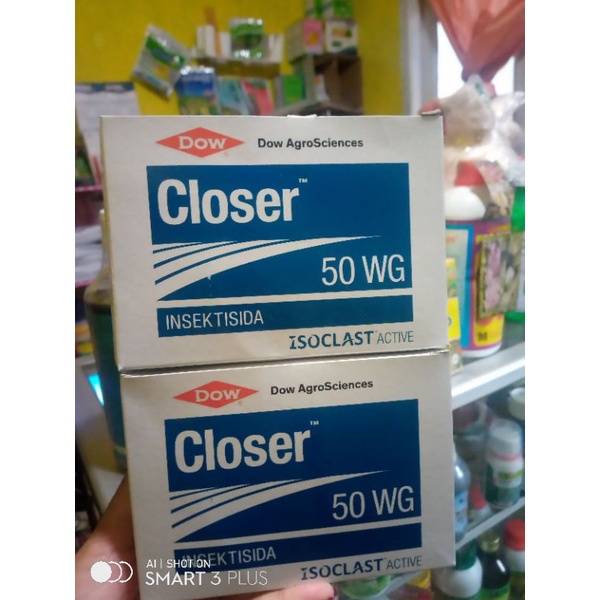 DOW Dow AgroSciences
Closer™
50 WG
INSEKTISIDA
ISOCLAST ACTIVE
DOW Dow AgroSciences
Closer™
50 WG
INSEKTISIDA
ISOCLAST ACTIVE
AI | SHOT ON
SMART 3 PLUS